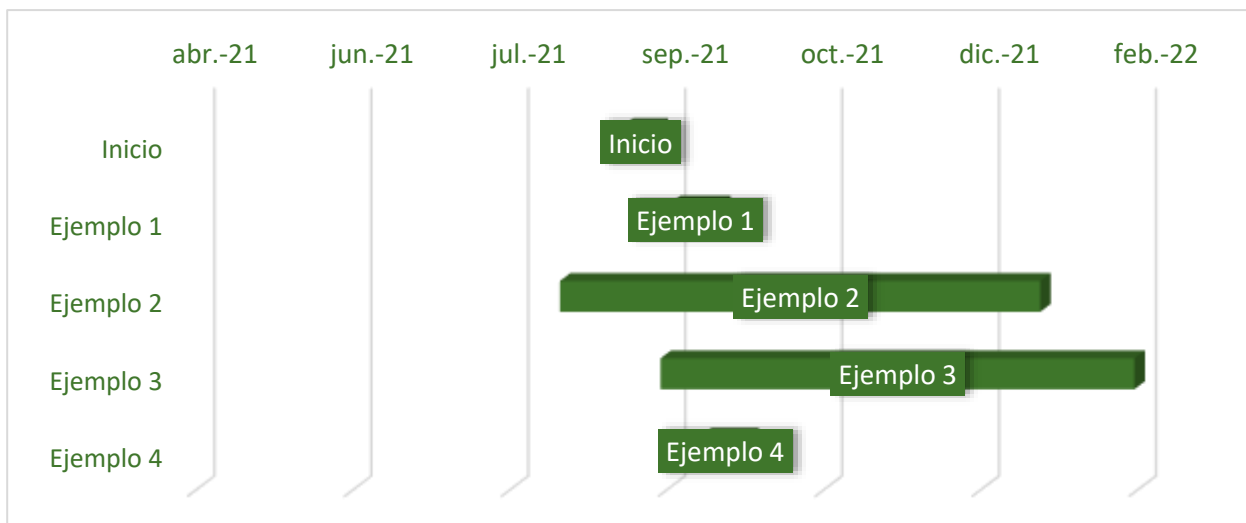 abr.-21 jun.-21 jul.-21 sep.-21 oct.-21 dic.-21 feb.-22
Inicio Inicio
Ejemplo 1 Ejemplo 1
Ejemplo 2 Ejemplo 2
Ejemplo 3 Ejemplo 3
Ejemplo 4 Ejemplo 4